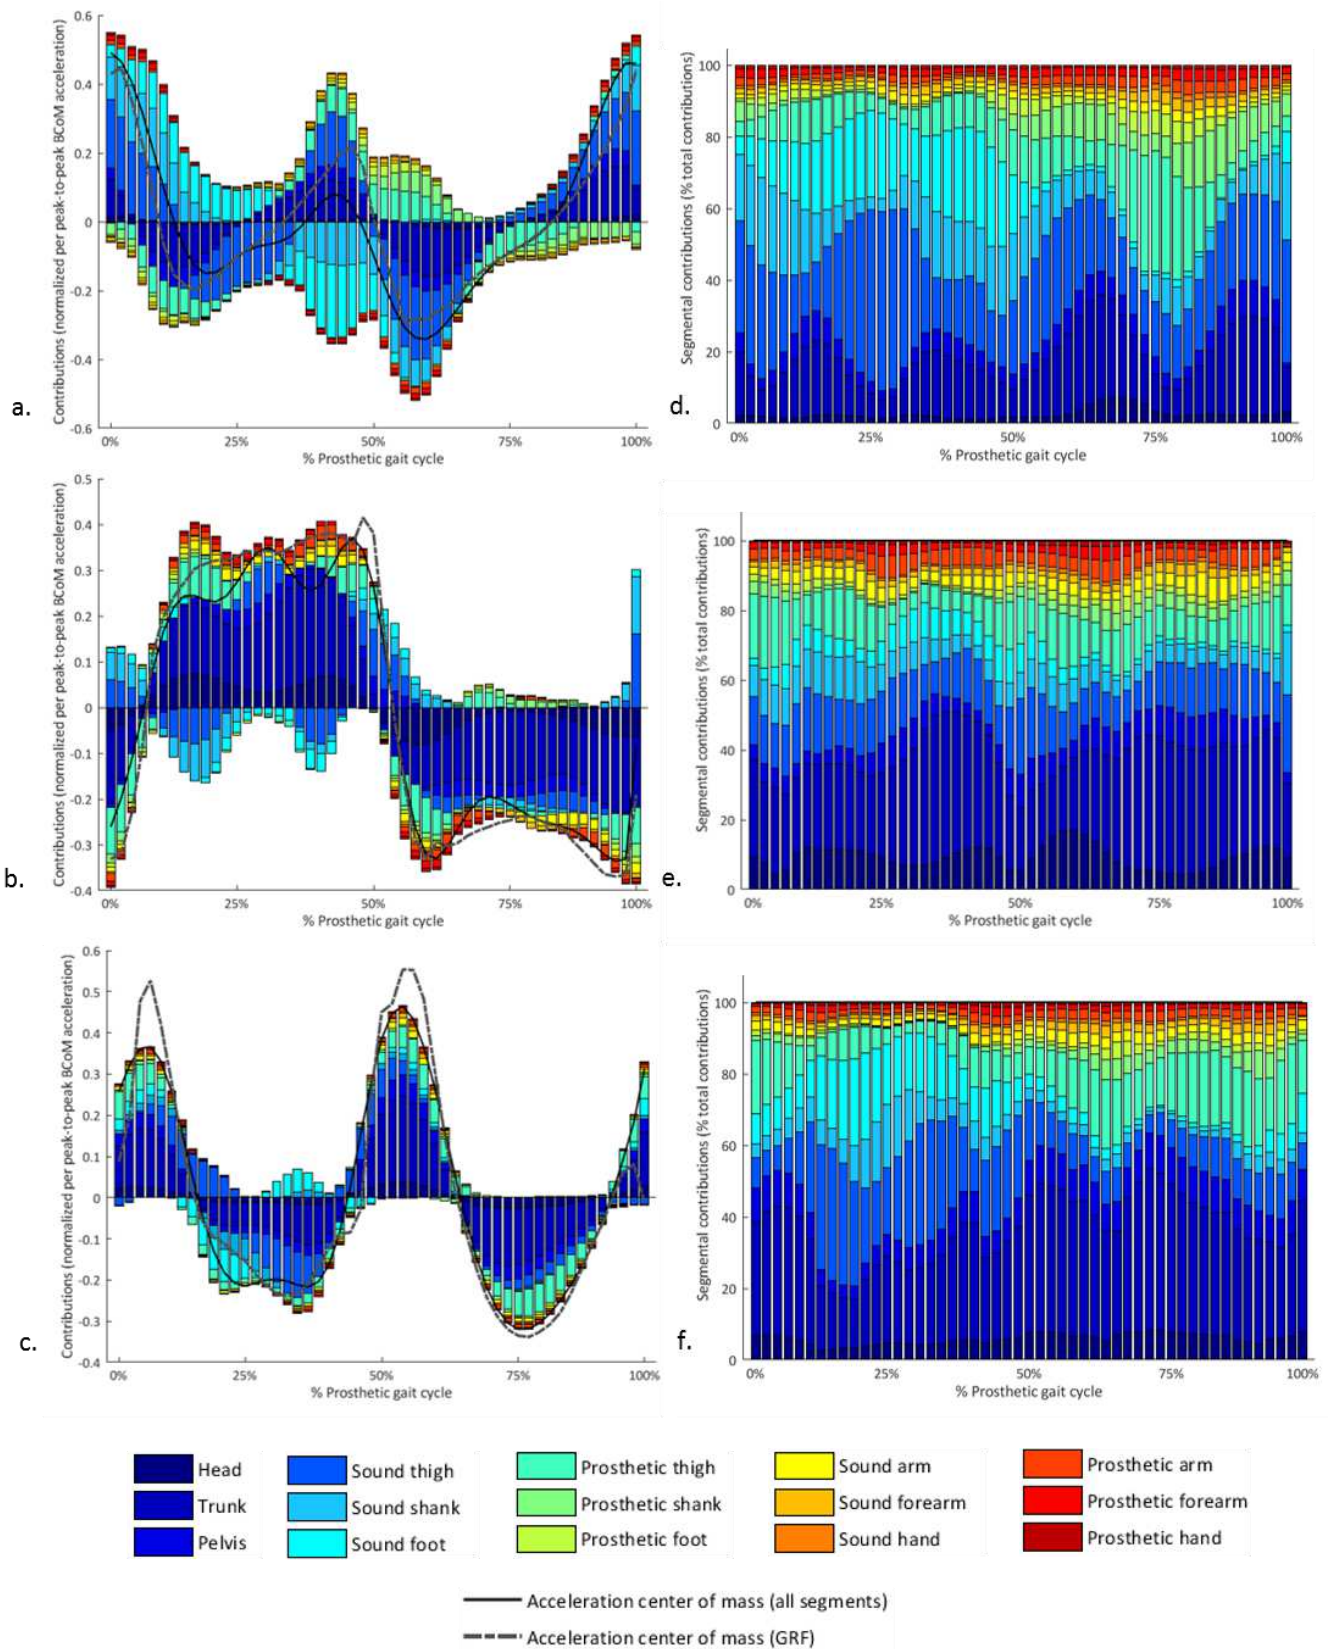 0.6
0.4
0.2
0
-0.2
-0.4
-0.6
Contributions (normalized per peak-to-peak BCoM acceleration)
0% 25% 50% 75% 100%
% Prosthetic gait cycle
a.
100
80
60
40
20
0
Segmental contributions (% total contributions)
0% 25% 50% 75% 100%
% Prosthetic gait cycle
d.
0.5
0.4
0.3
0.2
0.1
0
-0.1
-0.2
-0.3
-0.4
Contributions (normalized per peak-to-peak BCoM acceleration)
0% 25% 50% 75% 100%
% Prosthetic gait cycle
b.
100
80
60
40
20
0
Segmental contributions (% total contributions)
0% 25% 50% 75% 100%
% Prosthetic gait cycle
e.
0.6
0.5
0.4
0.3
0.2
0.1
0
-0.1
-0.2
-0.3
-0.4
Contributions (normalized per peak-to-peak BCoM acceleration)
0% 25% 50% 75% 100%
% Prosthetic gait cycle
c.
100
80
60
40
20
0
Segmental contributions (% total contributions)
0% 25% 50% 75% 100%
% Prosthetic gait cycle
f.
Head
Trunk
Pelvis
Sound thigh
Sound shank
Sound foot
Prosthetic thigh
Prosthetic shank
Prosthetic foot
Sound arm
Sound forearm
Sound hand
Prosthetic arm
Prosthetic forearm
Prosthetic hand
Acceleration center of mass (all segments)
Acceleration center of mass (GRF)